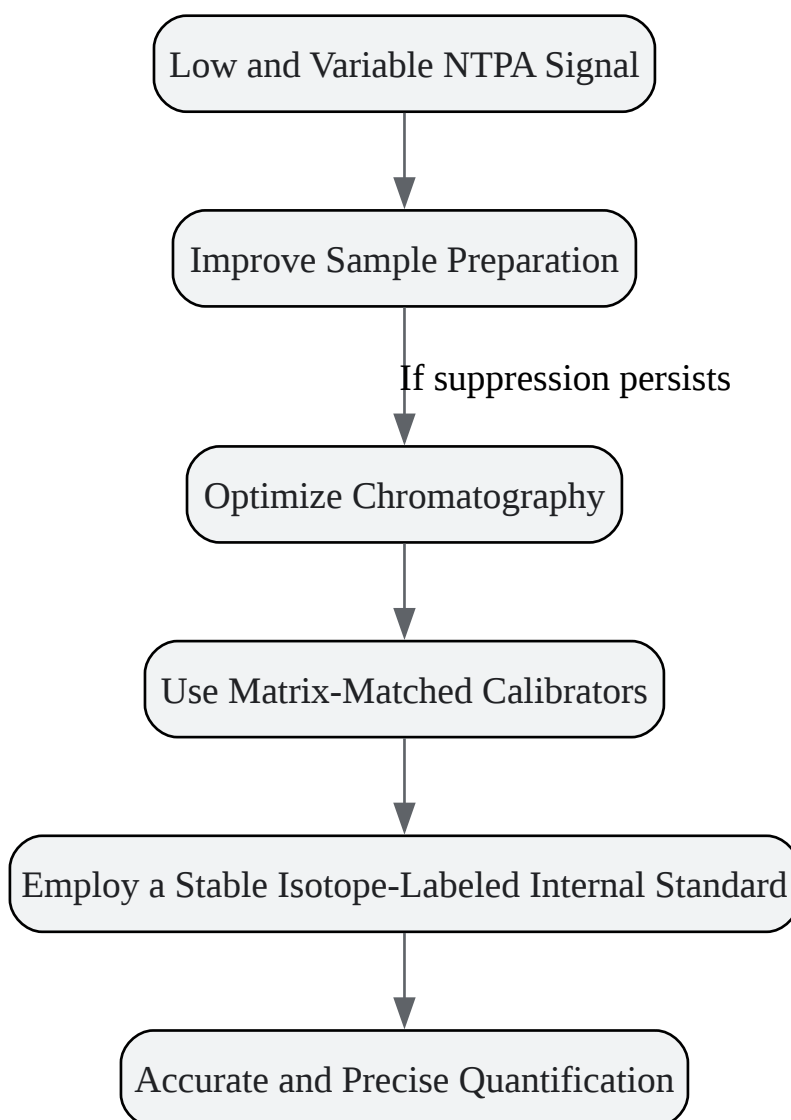 Low and Variable NTPA Signal
Improve Sample Preparation
If suppression persists
Optimize Chromatography
Use Matrix-Matched Calibrators
Employ a Stable Isotope-Labeled Internal Standard
Accurate and Precise Quantification